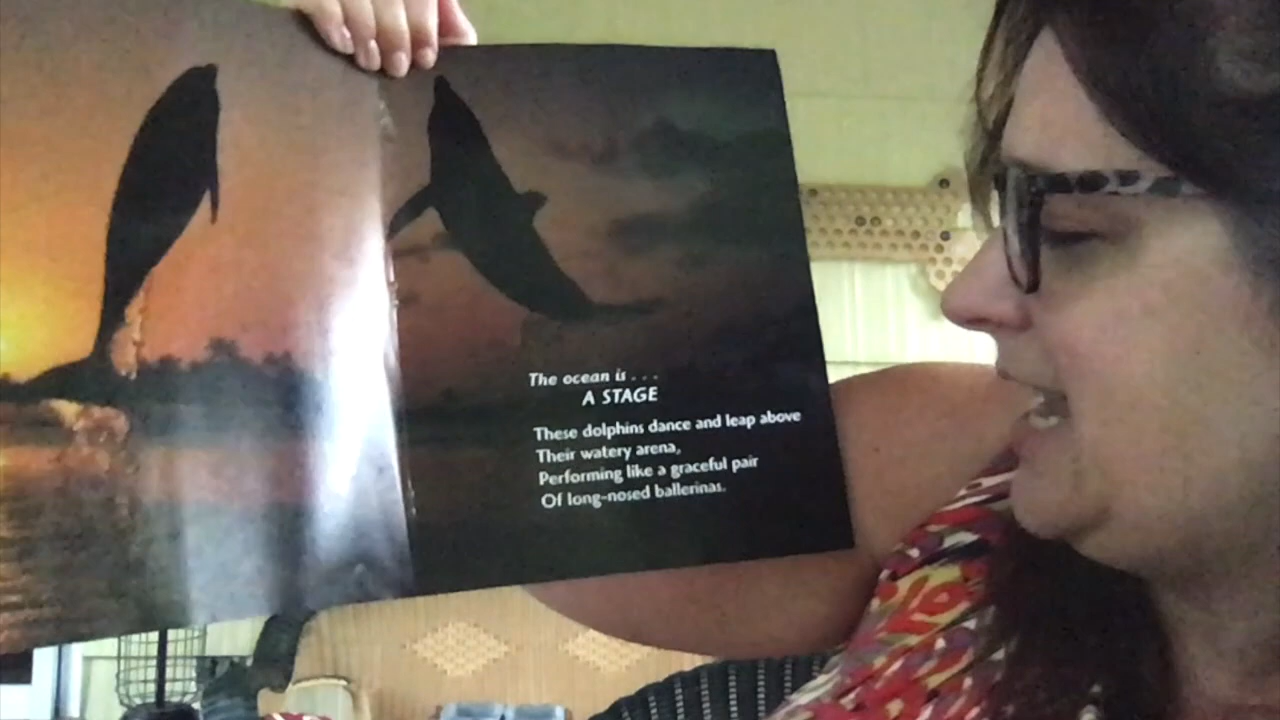 The ocean is . . .
A STAGE
These dolphins dance and leap above
Their watery arena,
Performing like a graceful pair
Of long-nosed ballerinas.